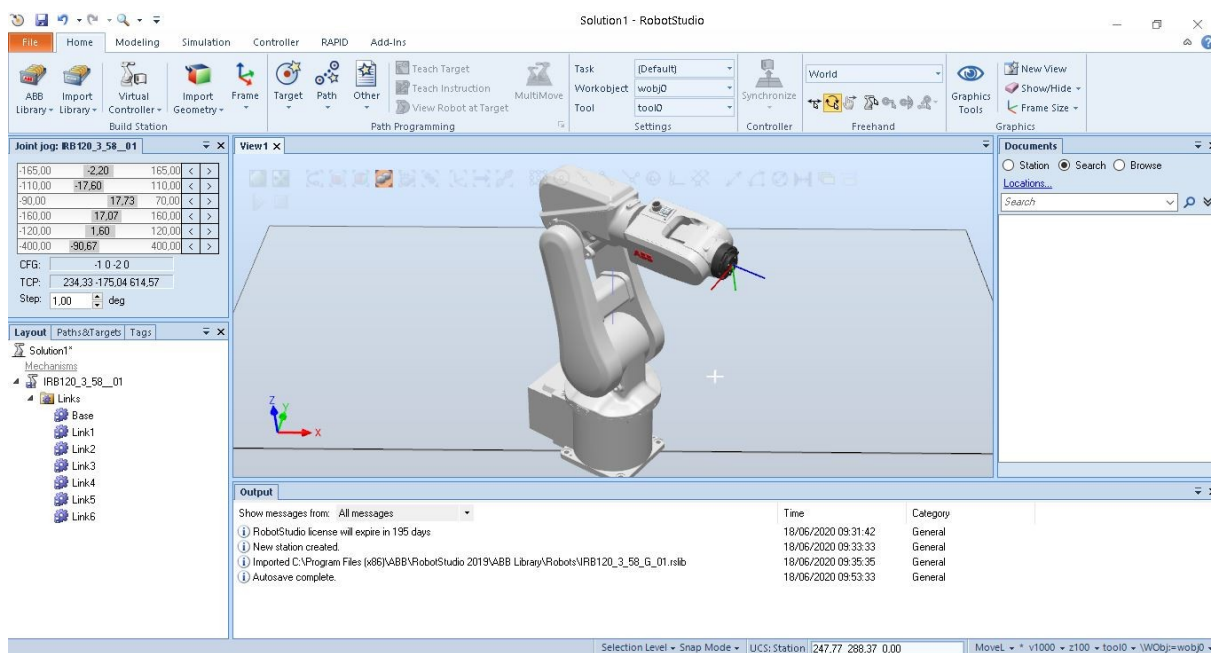 Solution1 - RobotStudio
File Home Modeling Simulation Controller RAPID Add-Ins
ABB Library
Import Library
Virtual Controller
Import Geometry
Build Station
Frame
Target
Path
Other
Teach Target
Teach Instruction
View Robot at Target
MultiMove
Path Programming
Task (Default)
Workobject wobj0
Tool tool0
Settings
Synchronize
Controller
World
Freehand
Graphics Tools
New View
Show/Hide
Frame Size
Graphics
Joint jog: IRB120_3_58__01
-165,00 -2,20 165,00 < >
-110,00 -17,60 110,00 < >
-90,00 17,73 70,00 < >
-160,00 17,07 160,00 < >
-120,00 1,60 120,00 < >
-400,00 -90,67 400,00 < >
CFG: -1 0 -2 0
TCP: 234,33 -175,04 614,57
Step: 1,00 deg
Layout Paths&Targets Tags
Solution1*
Mechanisms
IRB120_3_58__01
Links
Base
Link1
Link2
Link3
Link4
Link5
Link6
View1
ABB
Z
Y
X
Documents
Station Search Browse
Locations...
Search
Output
Show messages from: All messages Time Category
RobotStudio license will expire in 195 days 18/06/2020 09:31:42 General
New station created. 18/06/2020 09:33:33 General
Imported C:\Program Files (x86)\ABB\RobotStudio 2019\ABB Library\Robots\IRB120_3_58_G_01.rslib 18/06/2020 09:35:35 General
Autosave complete. 18/06/2020 09:53:33 General
Selection Level Snap Mode UCS: Station 247,77 288,37 0,00 MoveL * v1000 z100 tool0 \WObj:=wobj0